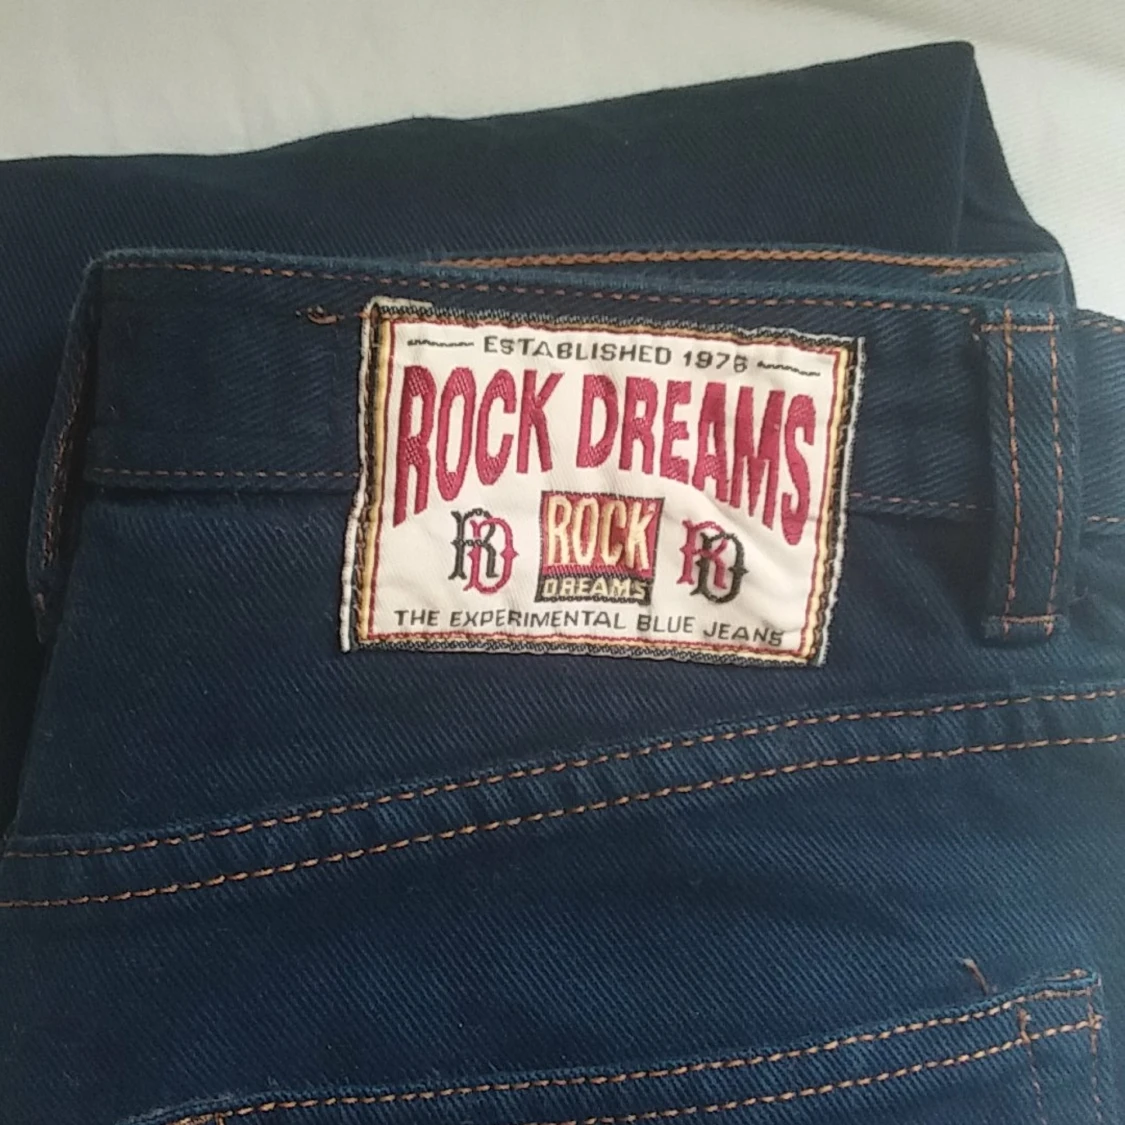 ESTABLISHED 1976
ROCK DREAMS
RD
ROCK
DREAMS
RD
THE EXPERIMENTAL BLUE JEANS